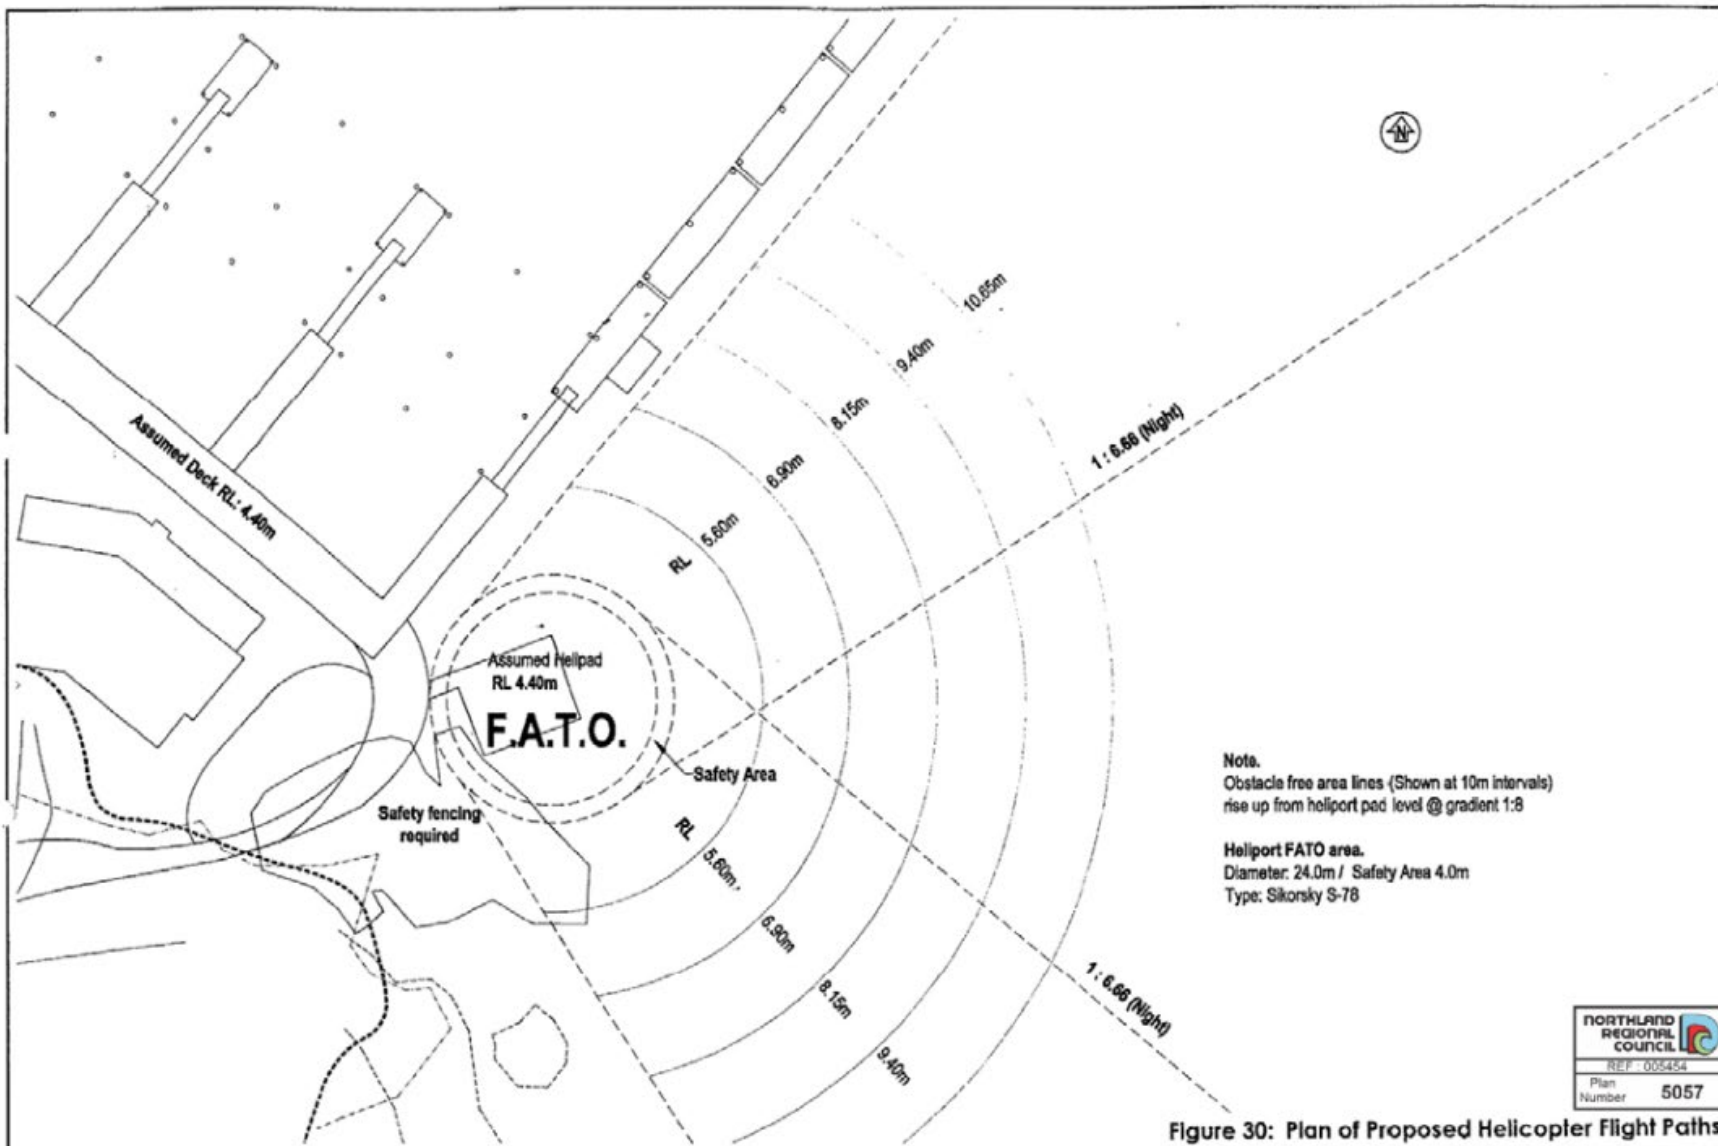 N
10.65m
9.40m
8.15m
6.90m
RL 5.60m
1 : 6.66 (Night)
Assumed Deck RL: 4.40m
Assumed Helipad
RL 4.40m
F.A.T.O.
Safety Area
Safety fencing
required
RL 5.60m
6.90m
8.15m
9.40m
1 : 6.66 (Night)
Note.
Obstacle free area lines (Shown at 10m intervals)
rise up from heliport pad level @ gradient 1:8
Heliport FATO area.
Diameter: 24.0m / Safety Area 4.0m
Type: Sikorsky S-78
NORTHLAND
REGIONAL
COUNCIL
REF : 005454
Plan
Number 5057
Figure 30: Plan of Proposed Helicopter Flight Paths